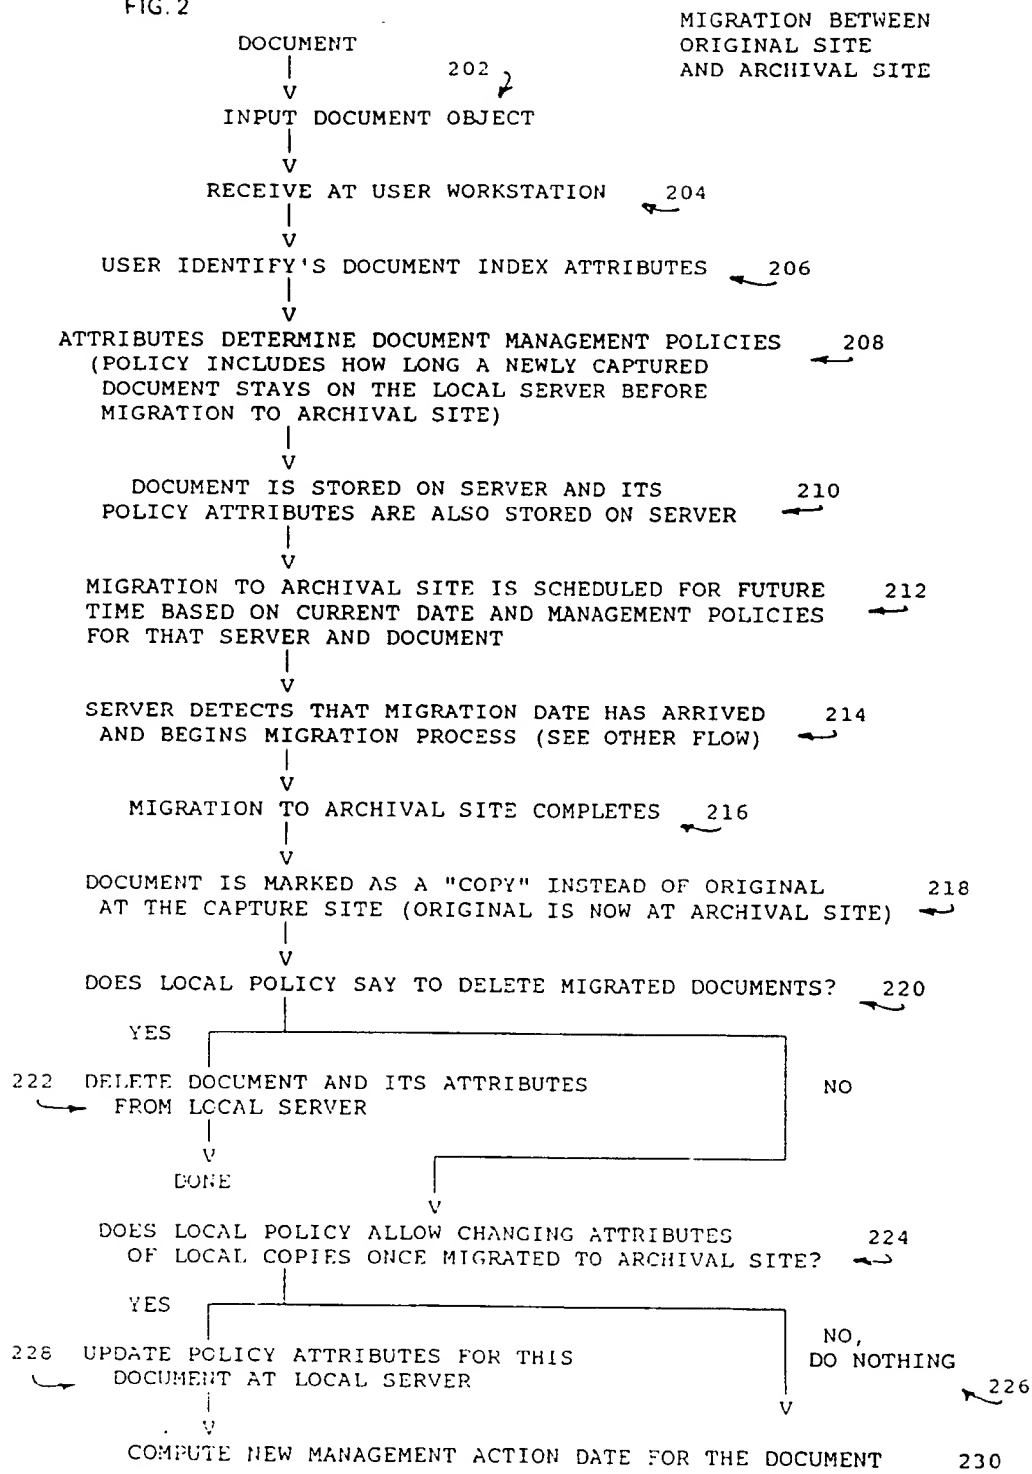 FIG. 2
MIGRATION BETWEEN
ORIGINAL SITE
AND ARCHIVAL SITE
DOCUMENT
202
INPUT DOCUMENT OBJECT
RECEIVE AT USER WORKSTATION 204
USER IDENTIFY'S DOCUMENT INDEX ATTRIBUTES 206
ATTRIBUTES DETERMINE DOCUMENT MANAGEMENT POLICIES 208
(POLICY INCLUDES HOW LONG A NEWLY CAPTURED
DOCUMENT STAYS ON THE LOCAL SERVER BEFORE
MIGRATION TO ARCHIVAL SITE)
DOCUMENT IS STORED ON SERVER AND ITS 210
POLICY ATTRIBUTES ARE ALSO STORED ON SERVER
MIGRATION TO ARCHIVAL SITE IS SCHEDULED FOR FUTURE 212
TIME BASED ON CURRENT DATE AND MANAGEMENT POLICIES
FOR THAT SERVER AND DOCUMENT
SERVER DETECTS THAT MIGRATION DATE HAS ARRIVED 214
AND BEGINS MIGRATION PROCESS (SEE OTHER FLOW)
MIGRATION TO ARCHIVAL SITE COMPLETES 216
DOCUMENT IS MARKED AS A "COPY" INSTEAD OF ORIGINAL 218
AT THE CAPTURE SITE (ORIGINAL IS NOW AT ARCHIVAL SITE)
DOES LOCAL POLICY SAY TO DELETE MIGRATED DOCUMENTS? 220
YES
NO
222 DELETE DOCUMENT AND ITS ATTRIBUTES
FROM LOCAL SERVER
DONE
DOES LOCAL POLICY ALLOW CHANGING ATTRIBUTES 224
OF LOCAL COPIES ONCE MIGRATED TO ARCHIVAL SITE?
YES
NO,
DO NOTHING
226
228 UPDATE POLICY ATTRIBUTES FOR THIS
DOCUMENT AT LOCAL SERVER
COMPUTE NEW MANAGEMENT ACTION DATE FOR THE DOCUMENT 230